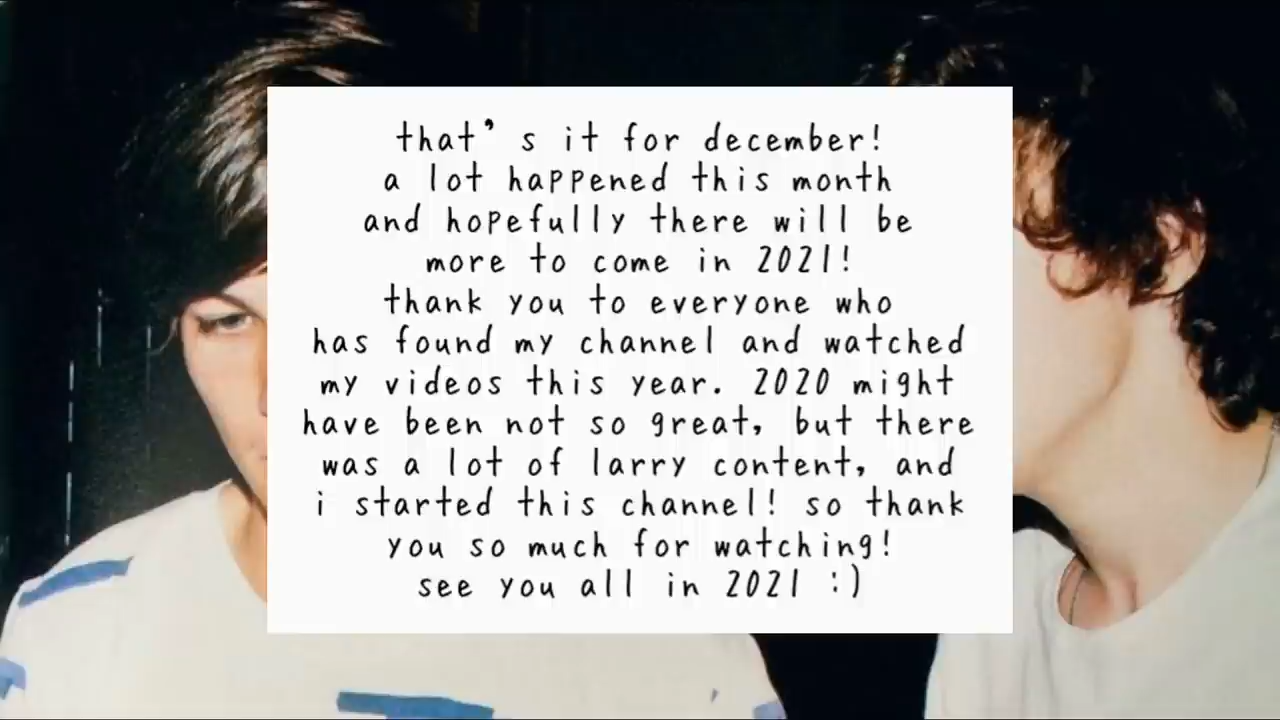 that's it for december!
a lot happened this month
and hopefully there will be
more to come in 2021!
thank you to everyone who
has found my channel and watched
my videos this year. 2020 might
have been not so great, but there
was a lot of larry content, and
i started this channel! so thank
you so much for watching!
see you all in 2021 :)